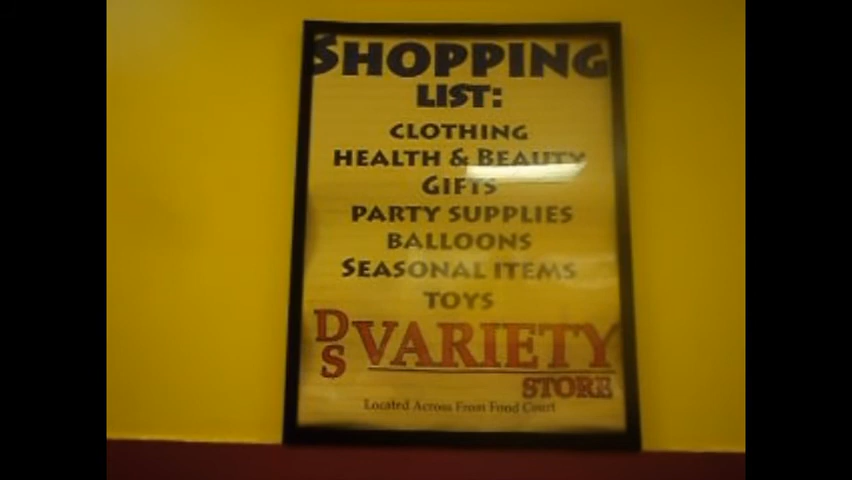 SHOPPING
LIST:
CLOTHING
HEALTH & BEAUTY
GIFTS
PARTY SUPPLIES
BALLOONS
SEASONAL ITEMS
TOYS
DS VARIETY
STORE
Located Across From Food Court